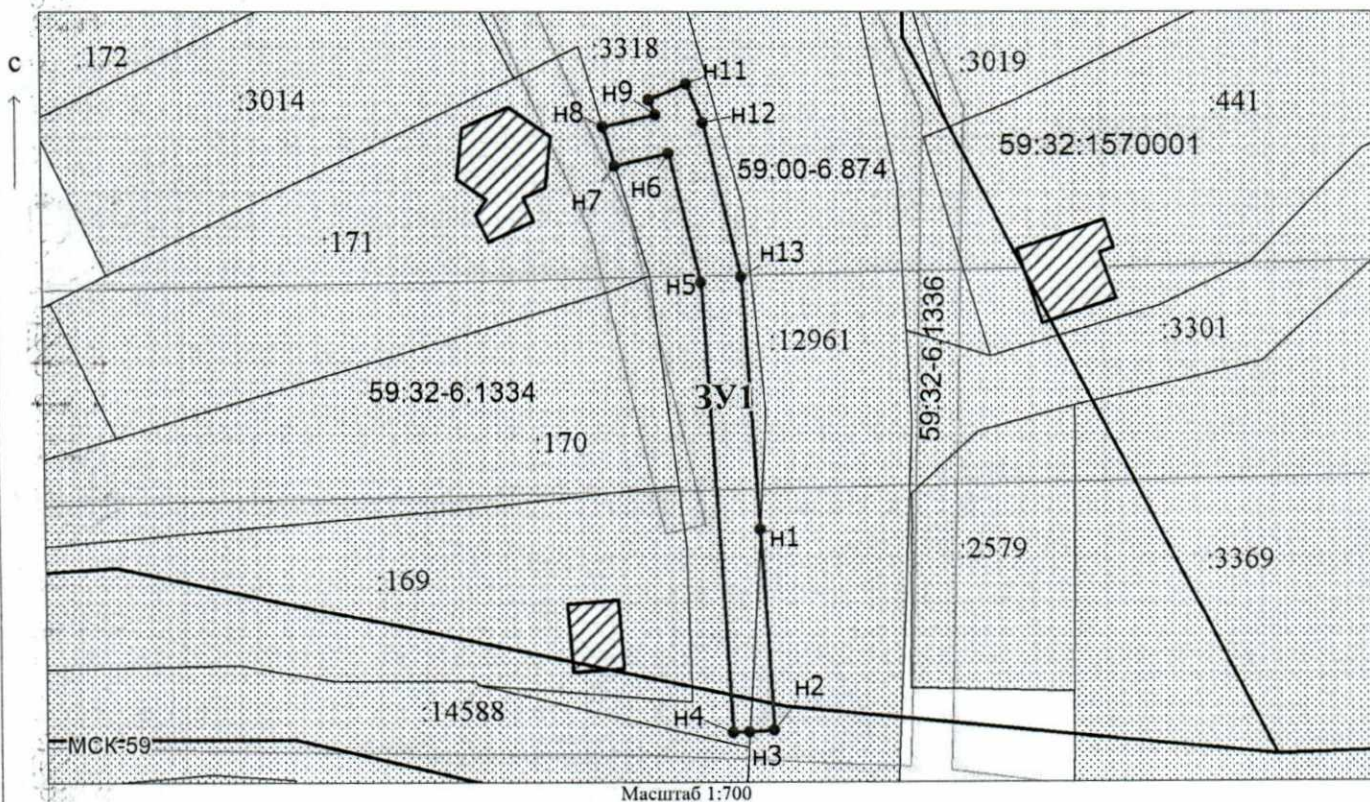 :172
:3318
н11
:3019
с
:3014
н9
:441
н8
н12
59:32:1570001
59:00-6.874
н6
н7
:171
н13
н5
59:32-6.1336
:3301
:12961
59:32-6.1334
ЗУ1
:170
н1
:2579
:3369
:169
н2
:14588
н4
МСК-59
н3
Масштаб 1:700